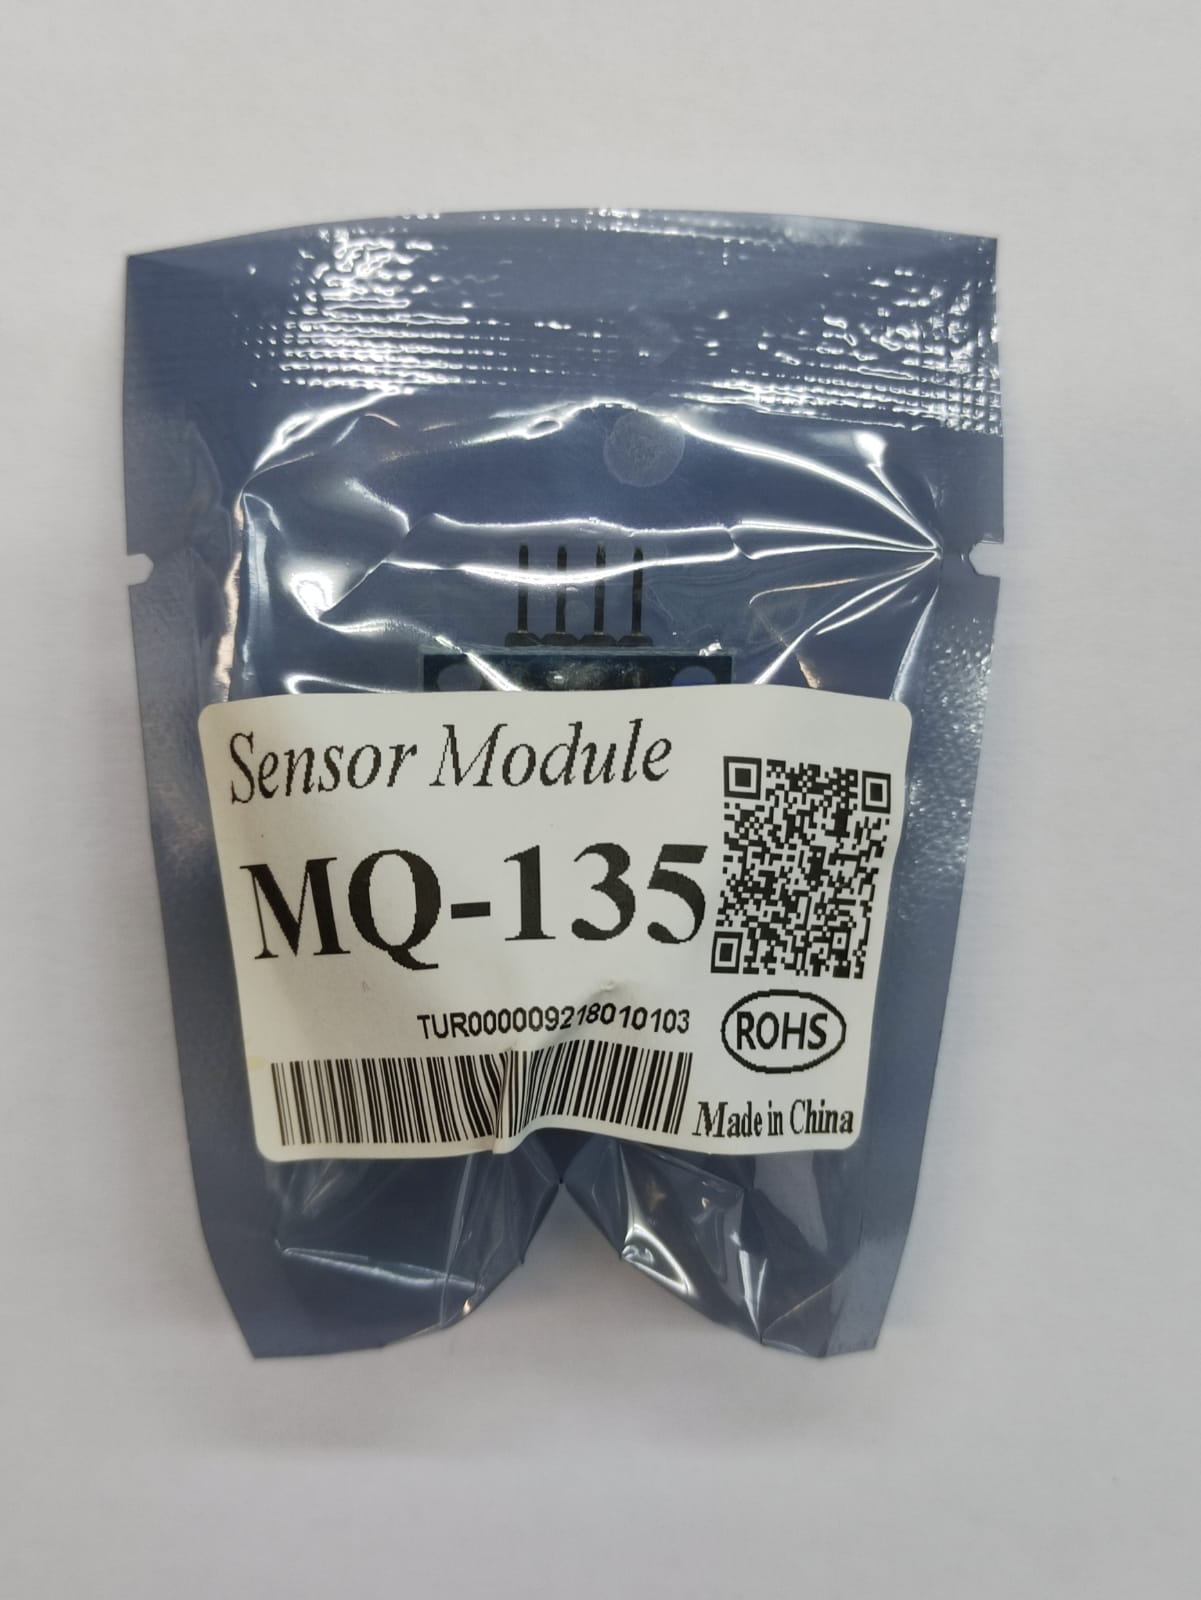 Sensor Module
MQ-135
TUR000009218010103
ROHS
Made in China